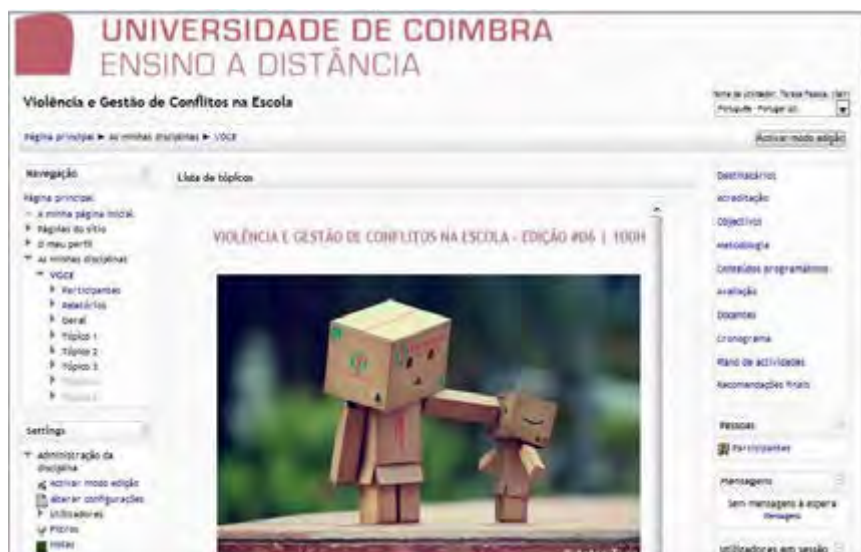 UNIVERSIDADE DE COIMBRA
ENSINO A DISTÂNCIA
Violência e Gestão de Conflitos na Escola
Português - Portugal
Página principal ► As minhas disciplinas ► VGCE
Activar modo edição
Navegação
Página principal
A minha página inicial
Páginas do sítio
O meu perfil
As minhas disciplinas
VGCE
Participantes
Relatórios
Geral
Tópico 1
Tópico 2
Tópico 3
Settings
Administração da
disciplina
Activar modo edição
Alterar configurações
Utilizadores
Filtros
Notas
Lista de tópicos
VIOLÊNCIA E GESTÃO DE CONFLITOS NA ESCOLA - EDIÇÃO #06 | 100H
Destinatários
Acreditação
Objectivos
Metodologia
Conteúdos programáticos
Avaliação
Docentes
Cronograma
Plano de actividades
Recomendações finais
Pessoas
Participantes
Mensagens
Sem mensagens à espera
Mensagens
Utilizadores em sessão